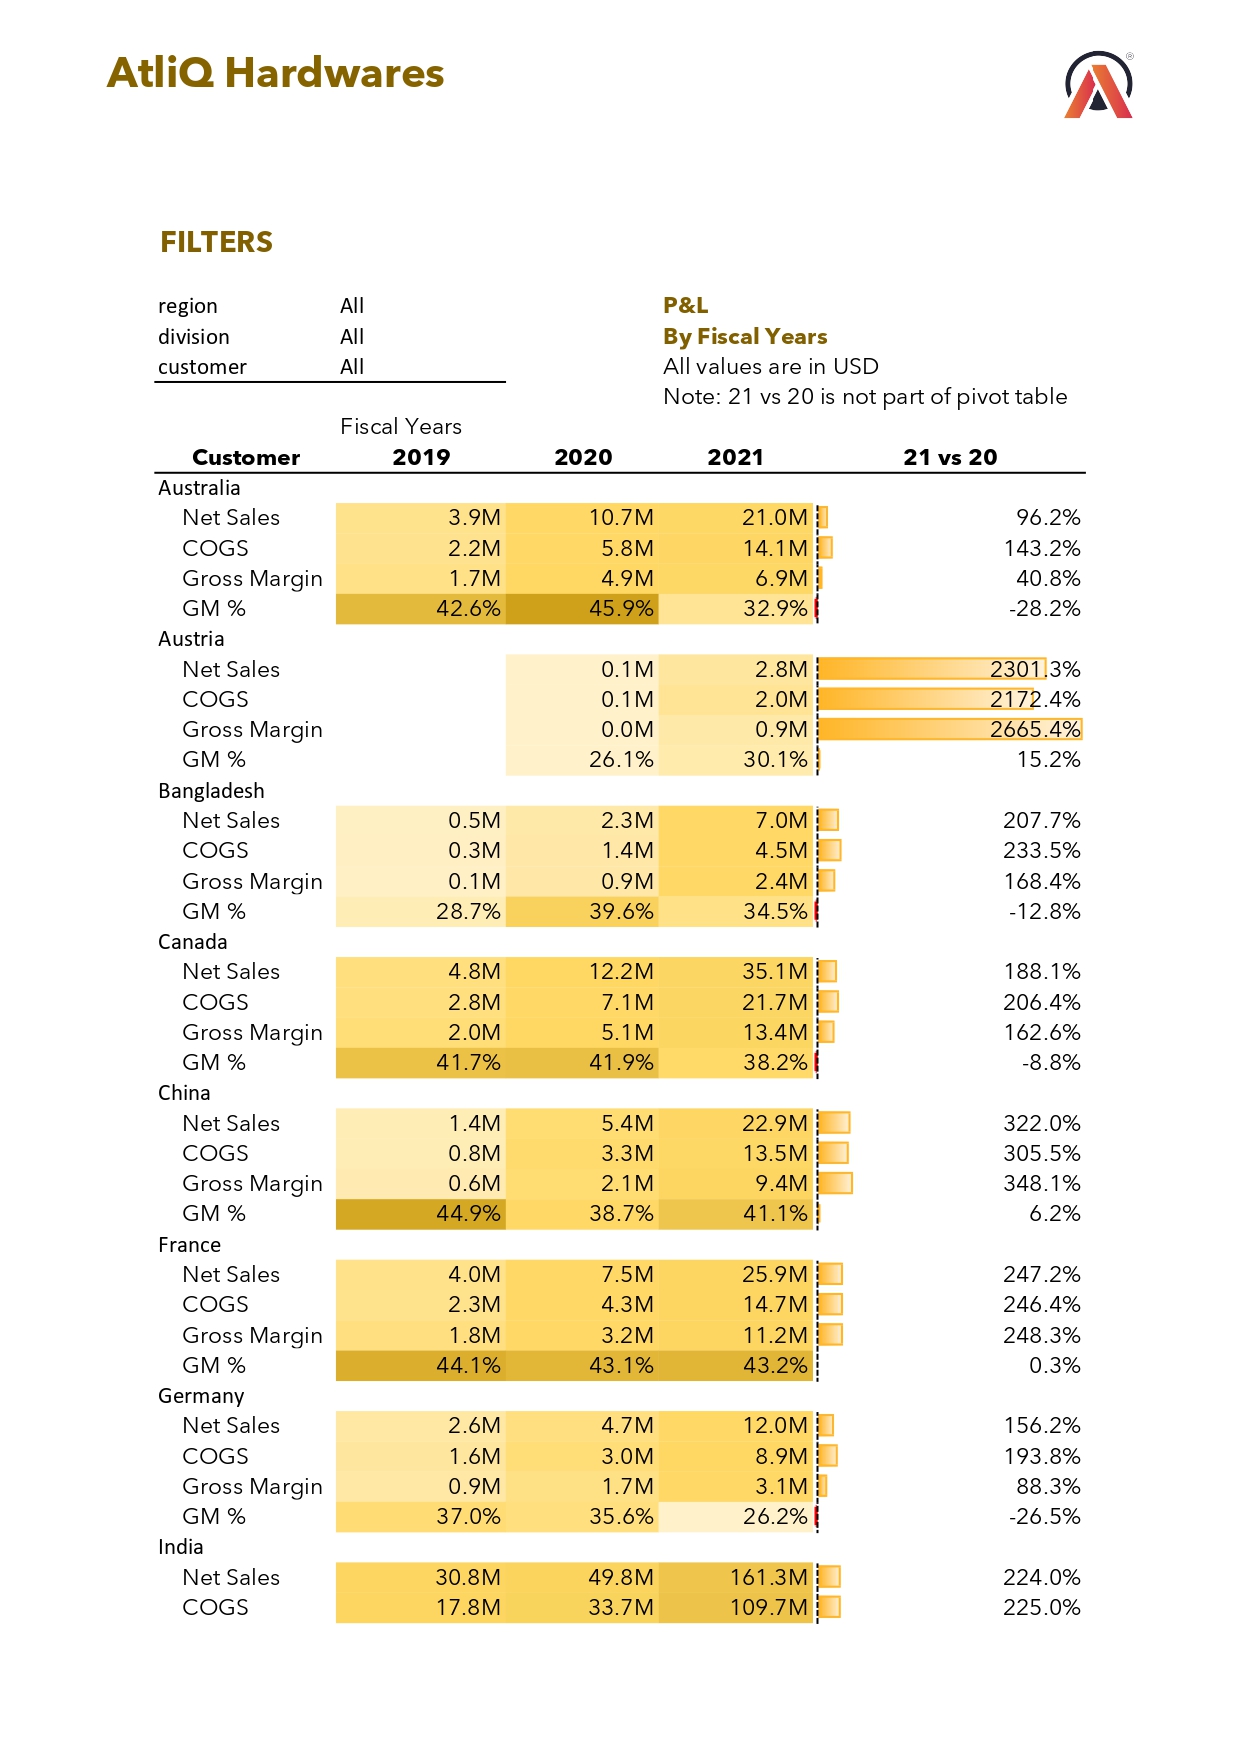 AtliQ Hardwares
®
FILTERS
region All P&L
division All By Fiscal Years
customer All All values are in USD
Note: 21 vs 20 is not part of pivot table
Fiscal Years
Customer 2019 2020 2021 21 vs 20
Australia
Net Sales 3.9M 10.7M 21.0M 96.2%
COGS 2.2M 5.8M 14.1M 143.2%
Gross Margin 1.7M 4.9M 6.9M 40.8%
GM % 42.6% 45.9% 32.9% -28.2%
Austria
Net Sales 0.1M 2.8M 2301.3%
COGS 0.1M 2.0M 2172.4%
Gross Margin 0.0M 0.9M 2665.4%
GM % 26.1% 30.1% 15.2%
Bangladesh
Net Sales 0.5M 2.3M 7.0M 207.7%
COGS 0.3M 1.4M 4.5M 233.5%
Gross Margin 0.1M 0.9M 2.4M 168.4%
GM % 28.7% 39.6% 34.5% -12.8%
Canada
Net Sales 4.8M 12.2M 35.1M 188.1%
COGS 2.8M 7.1M 21.7M 206.4%
Gross Margin 2.0M 5.1M 13.4M 162.6%
GM % 41.7% 41.9% 38.2% -8.8%
China
Net Sales 1.4M 5.4M 22.9M 322.0%
COGS 0.8M 3.3M 13.5M 305.5%
Gross Margin 0.6M 2.1M 9.4M 348.1%
GM % 44.9% 38.7% 41.1% 6.2%
France
Net Sales 4.0M 7.5M 25.9M 247.2%
COGS 2.3M 4.3M 14.7M 246.4%
Gross Margin 1.8M 3.2M 11.2M 248.3%
GM % 44.1% 43.1% 43.2% 0.3%
Germany
Net Sales 2.6M 4.7M 12.0M 156.2%
COGS 1.6M 3.0M 8.9M 193.8%
Gross Margin 0.9M 1.7M 3.1M 88.3%
GM % 37.0% 35.6% 26.2% -26.5%
India
Net Sales 30.8M 49.8M 161.3M 224.0%
COGS 17.8M 33.7M 109.7M 225.0%